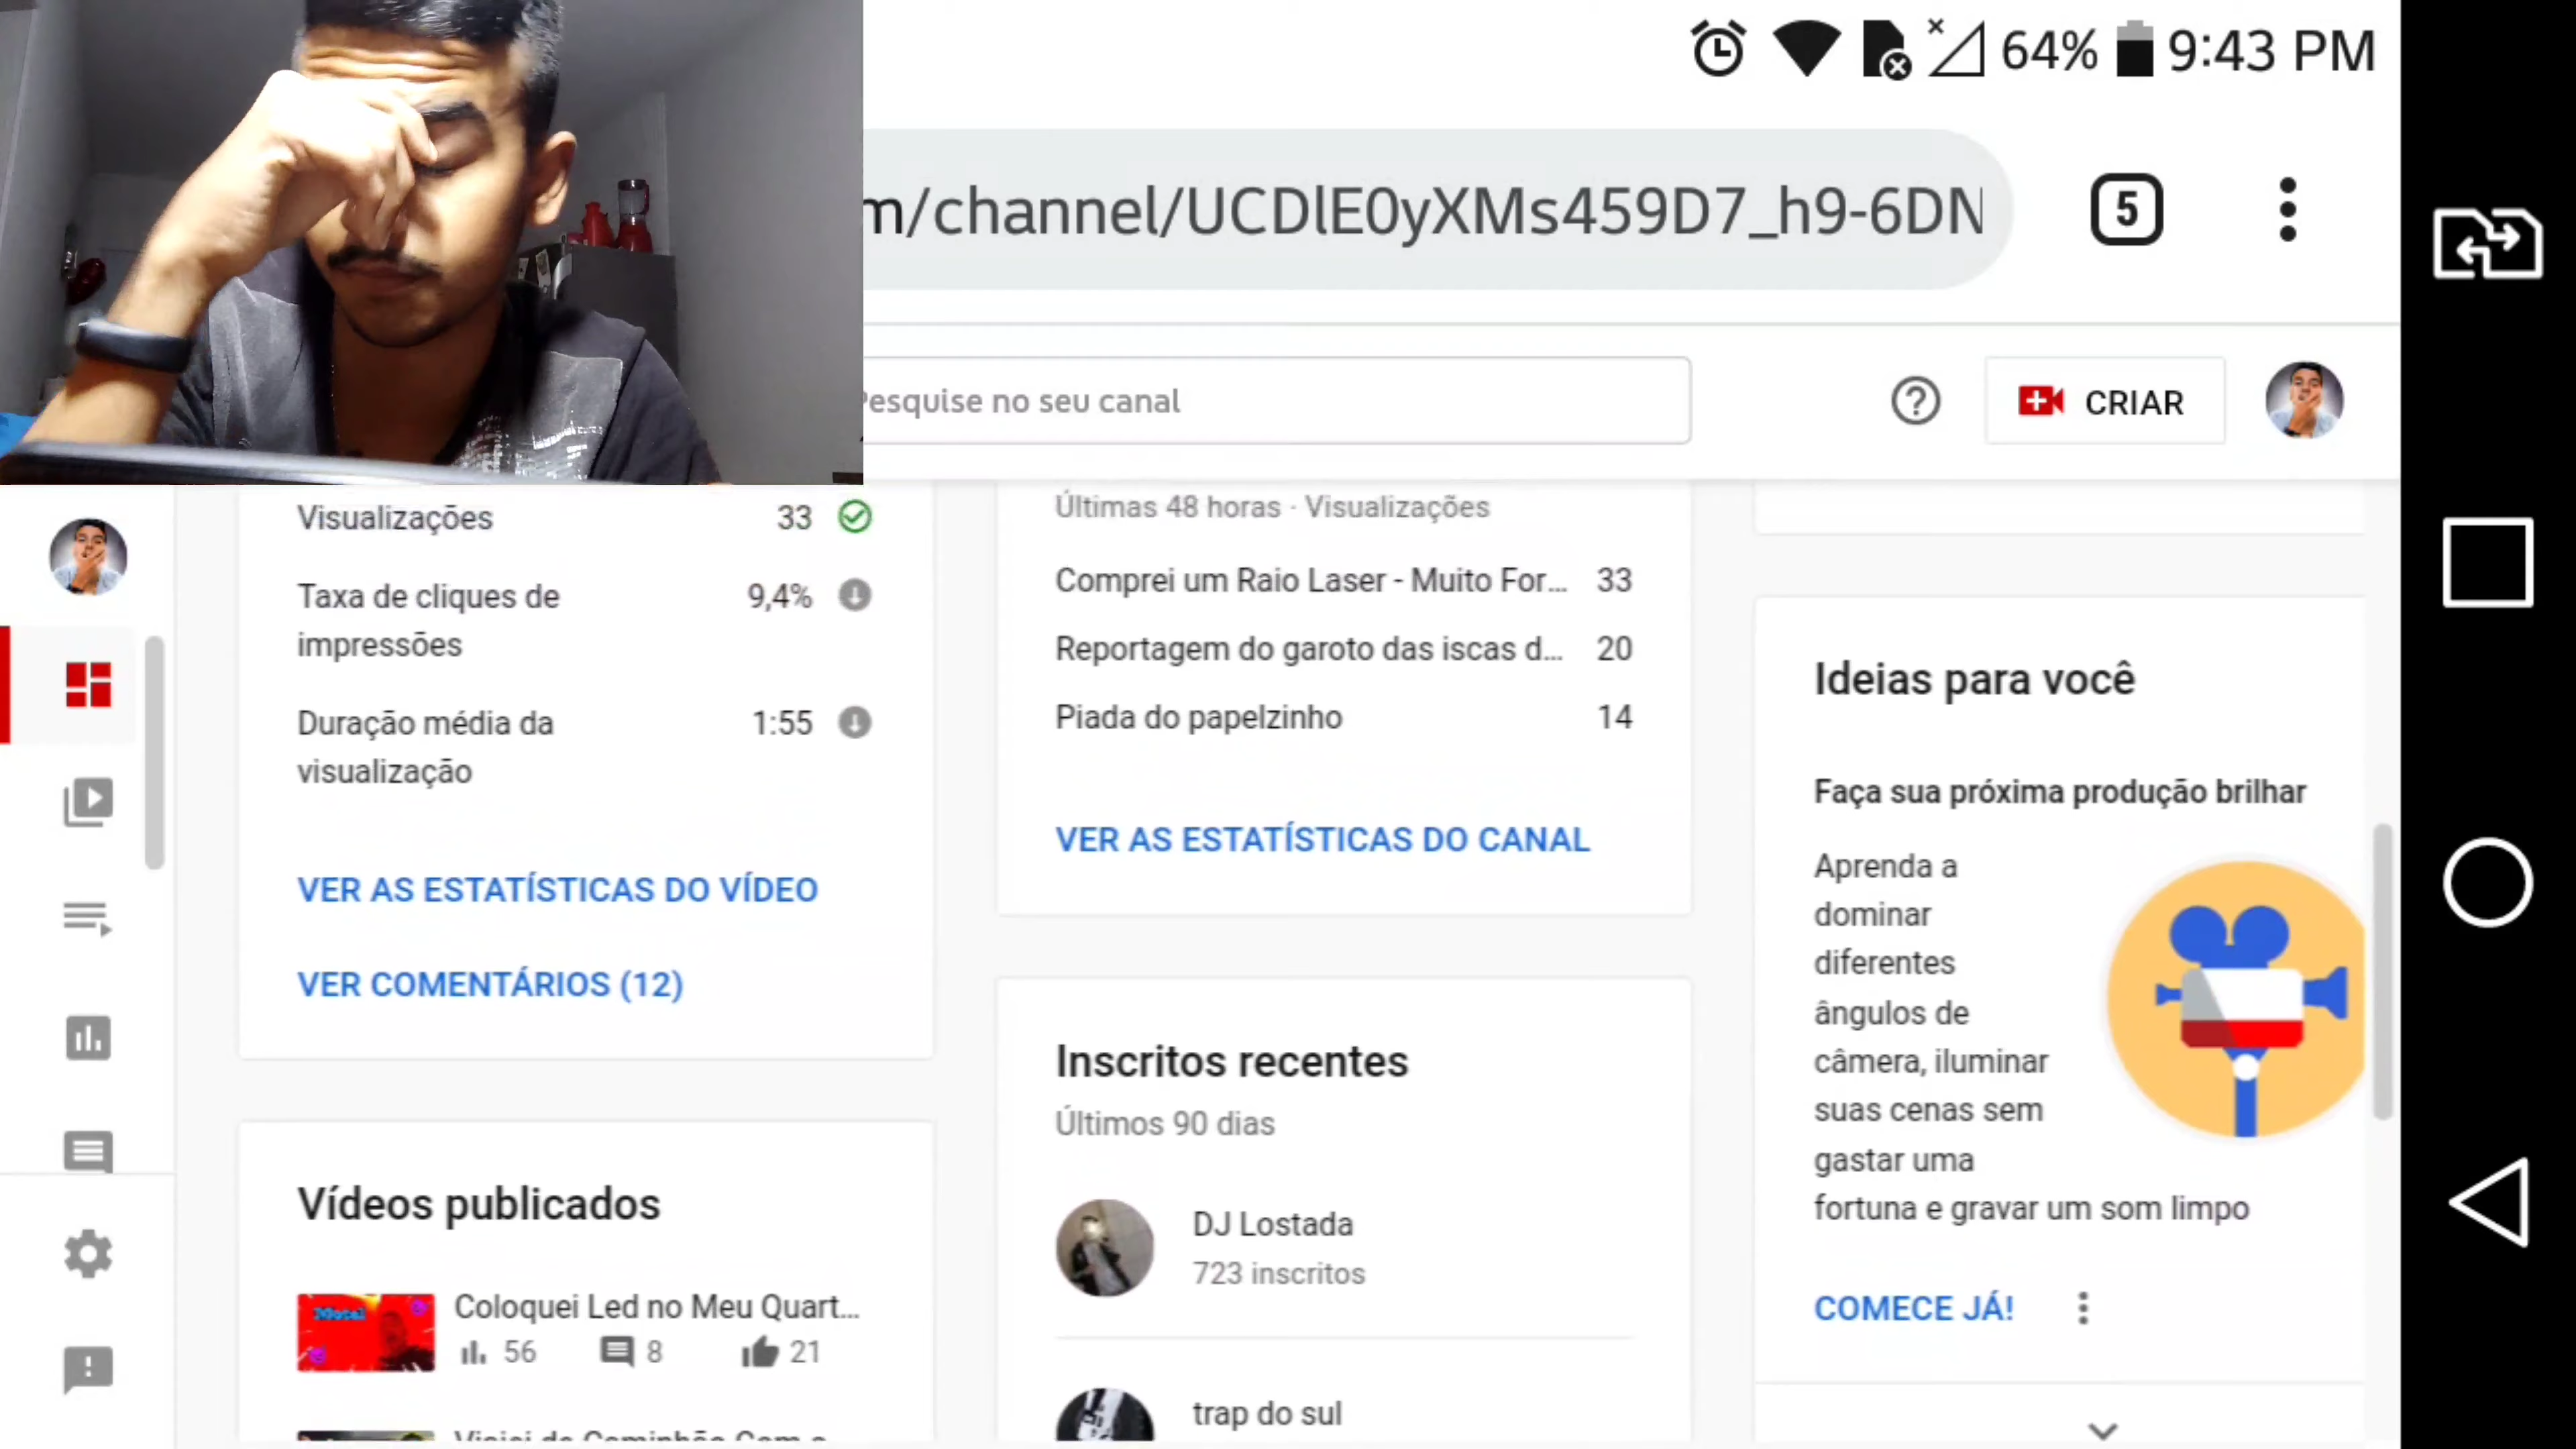 64% 9:43 PM
m/channel/UCDlE0yXMs459D7_h9-6DN
5
Pesquise no seu canal
CRIAR
Visualizações 33
Taxa de cliques de 9,4%
impressões
Duração média da 1:55
visualização
VER AS ESTATÍSTICAS DO VÍDEO
VER COMENTÁRIOS (12)
Vídeos publicados
Coloquei Led no Meu Quart...
56 8 21
Últimas 48 horas · Visualizações
Comprei um Raio Laser - Muito For... 33
Reportagem do garoto das iscas d... 20
Piada do papelzinho 14
VER AS ESTATÍSTICAS DO CANAL
Inscritos recentes
Últimos 90 dias
DJ Lostada
723 inscritos
trap do sul
Ideias para você
Faça sua próxima produção brilhar
Aprenda a
dominar
diferentes
ângulos de
câmera, iluminar
suas cenas sem
gastar uma
fortuna e gravar um som limpo
COMECE JÁ!